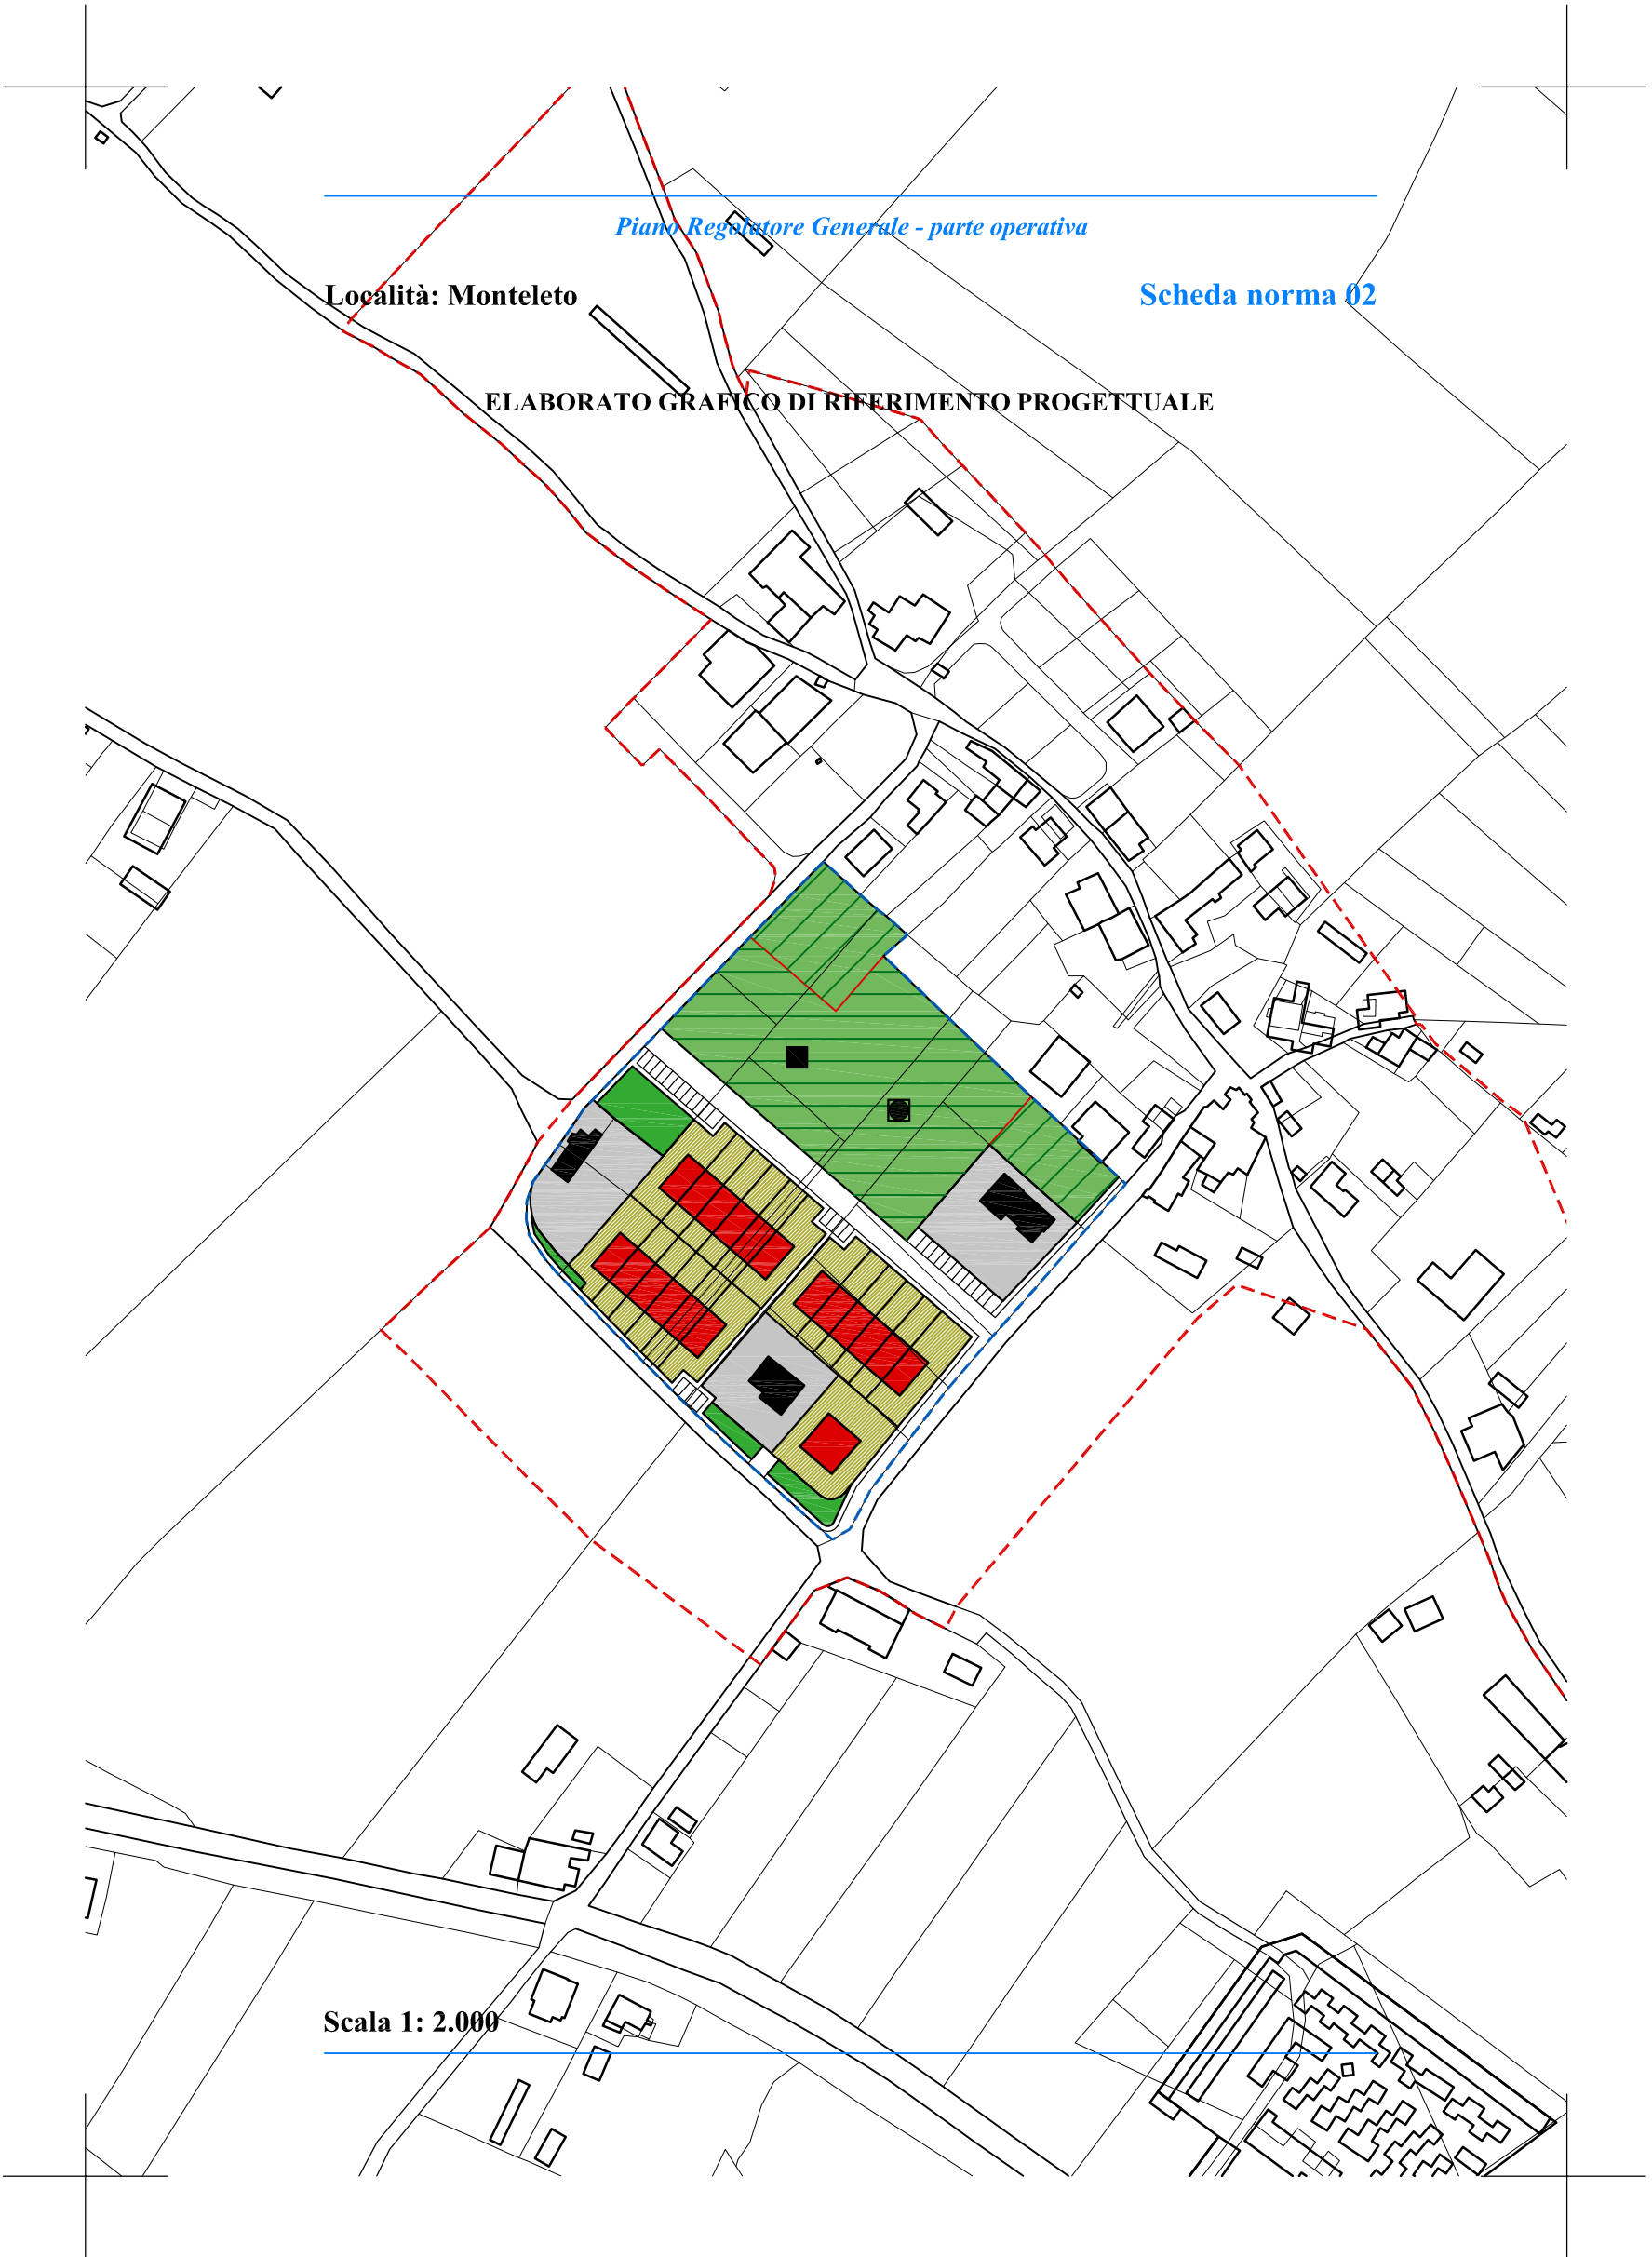 Piano Regolatore Generale - parte operativa
Località: Monteleto Scheda norma 02
ELABORATO GRAFICO DI RIFERIMENTO PROGETTUALE
Scala 1: 2.000